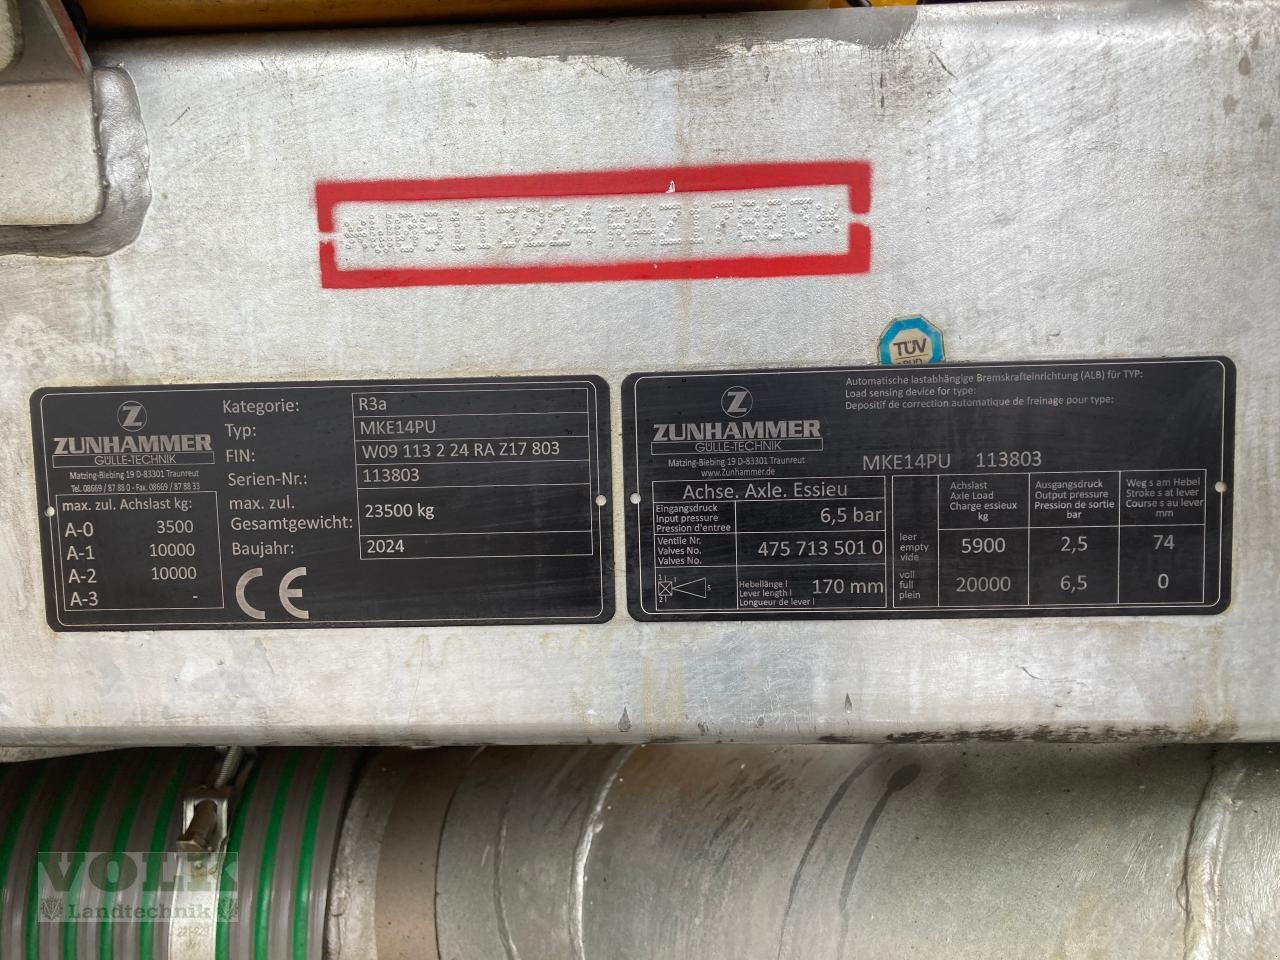 *W09113224RAZ17803*
TÜV
Z
ZUNHAMMER
GÜLLE-TECHNIK
Matzing-Biebing 19 D-83301 Traunreut
Tel. 08669 / 87 88 0 - Fax. 08669 / 87 88 33
max. zul. Achslast kg:
A-0 3500
A-1 10000
A-2 10000
A-3 -
Kategorie: R3a
Typ: MKE14PU
FIN: W09 113 2 24 RA Z17 803
Serien-Nr.: 113803
max. zul.
Gesamtgewicht: 23500 kg
Baujahr: 2024
CE
Z
ZUNHAMMER
GÜLLE-TECHNIK
Matzing-Biebing 19 D-83301 Traunreut
www.Zunhammer.de
Automatische lastabhängige Bremskrafteinrichtung (ALB) für TYP:
Load sensing device for type:
Depositif de correction automatique de freinage pour type:
MKE14PU 113803
Achse. Axle. Essieu
Eingangsdruck
Input pressure
Pression d'entree
6,5 bar
Ventile Nr.
Valves No.
Valves No.
475 713 501 0
1
2
5
Hebellänge l
Lever length l
Longueur de lever l
170 mm
Achslast
Axle Load
Charge essieux
kg
Ausgangsdruck
Output pressure
Pression de sortie
bar
Weg s am Hebel
Stroke s at lever
Course s au lever
mm
leer
empty
vide
5900 2,5 74
voll
full
plein
20000 6,5 0
VOLK
Landtechnik